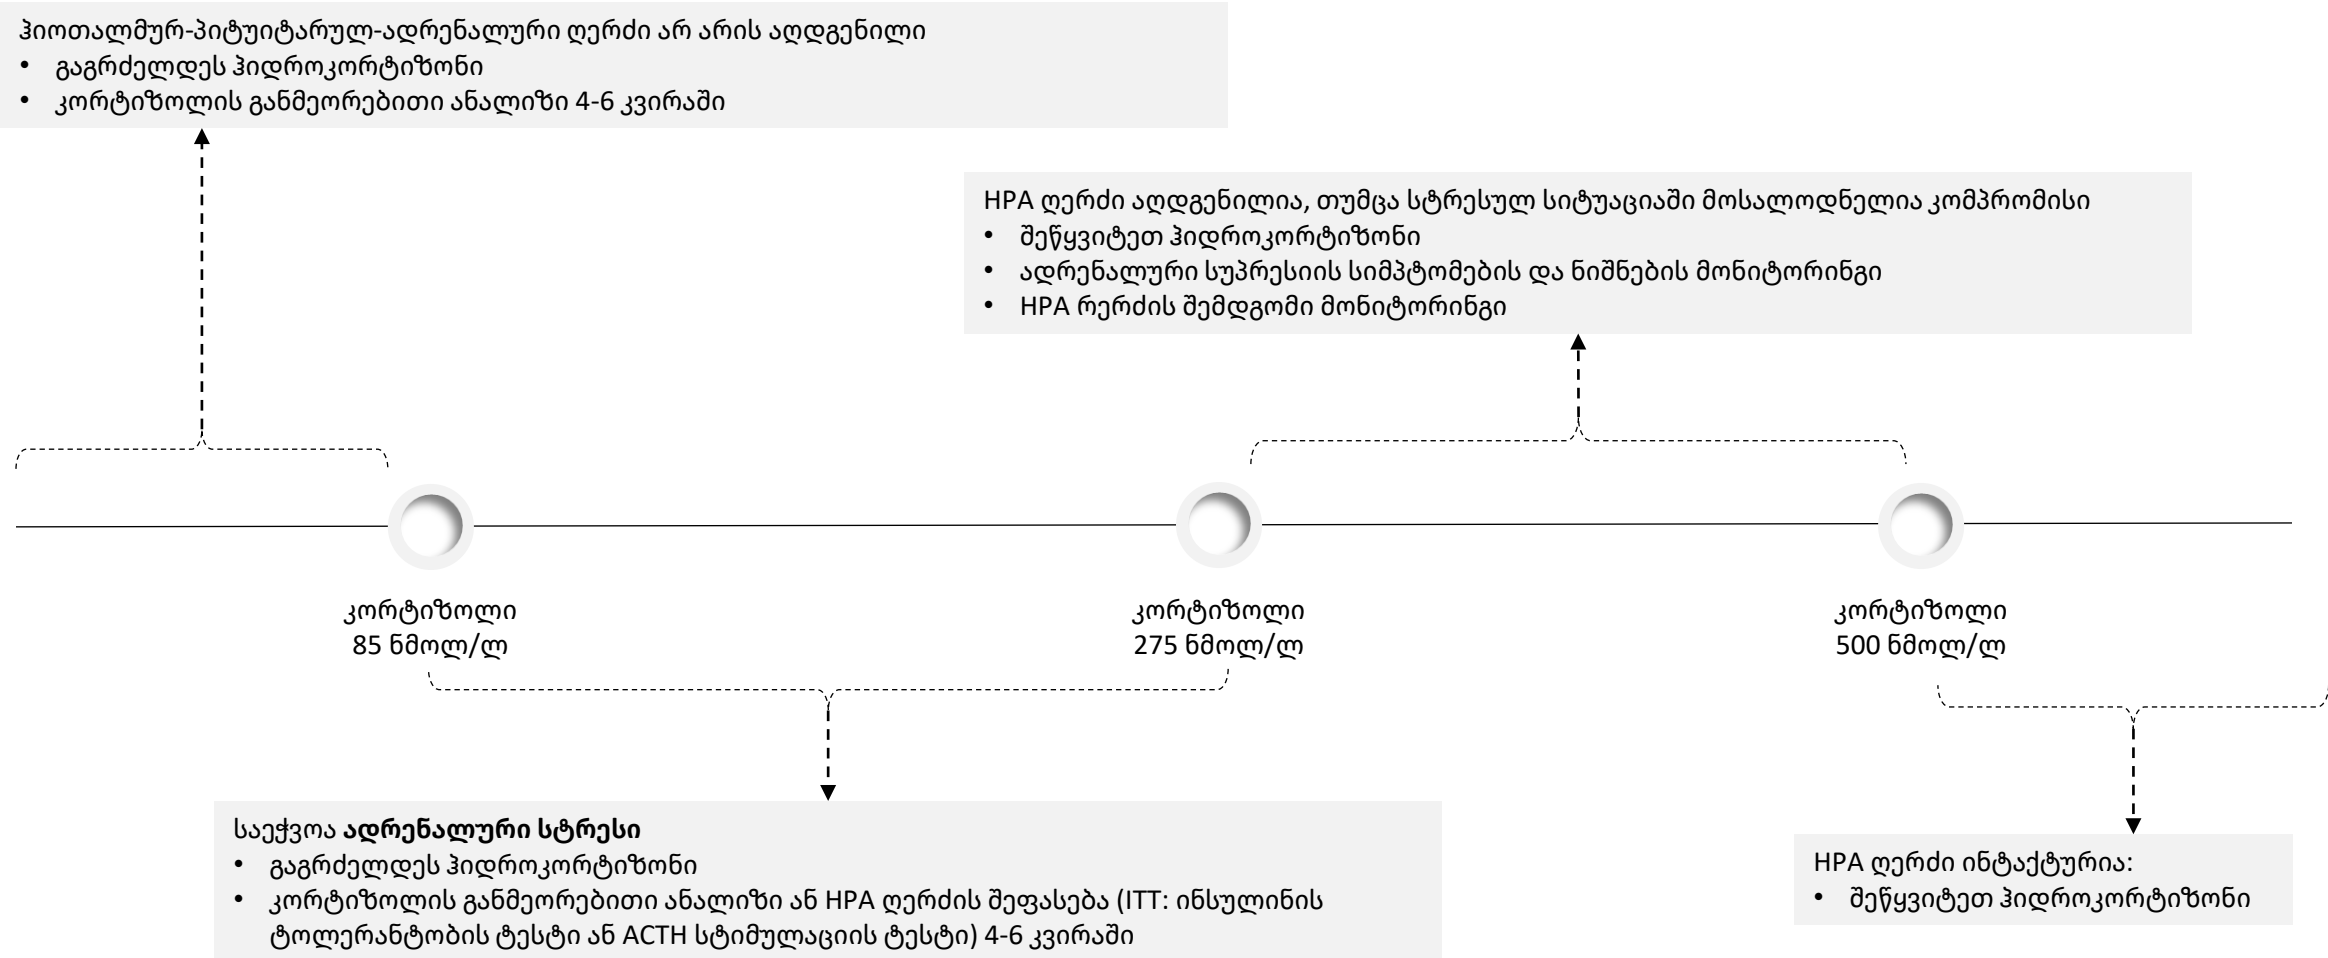 ჰიოთალმურ-პიტუიტარულ-ადრენალური ღერძი არ არის აღდგენილი
• გაგრძელდეს ჰიდროკორტიზონი
• კორტიზოლის განმეორებითი ანალიზი 4-6 კვირაში
HPA ღერძი აღდგენილია, თუმცა სტრესულ სიტუაციაში მოსალოდნელია კომპრომისი
• შეწყვიტეთ ჰიდროკორტიზონი
• ადრენალური სუპრესიის სიმპტომების და ნიშნების მონიტორინგი
• HPA რერძის შემდგომი მონიტორინგი
კორტიზოლი
85 ნმოლ/ლ
კორტიზოლი
275 ნმოლ/ლ
კორტიზოლი
500 ნმოლ/ლ
საეჭვოა ადრენალური სტრესი
• გაგრძელდეს ჰიდროკორტიზონი
• კორტიზოლის განმეორებითი ანალიზი ან HPA ღერძის შეფასება (ITT: ინსულინის
ტოლერანტობის ტესტი ან ACTH სტიმულაციის ტესტი) 4-6 კვირაში
HPA ღერძი ინტაქტურია:
• შეწყვიტეთ ჰიდროკორტიზონი